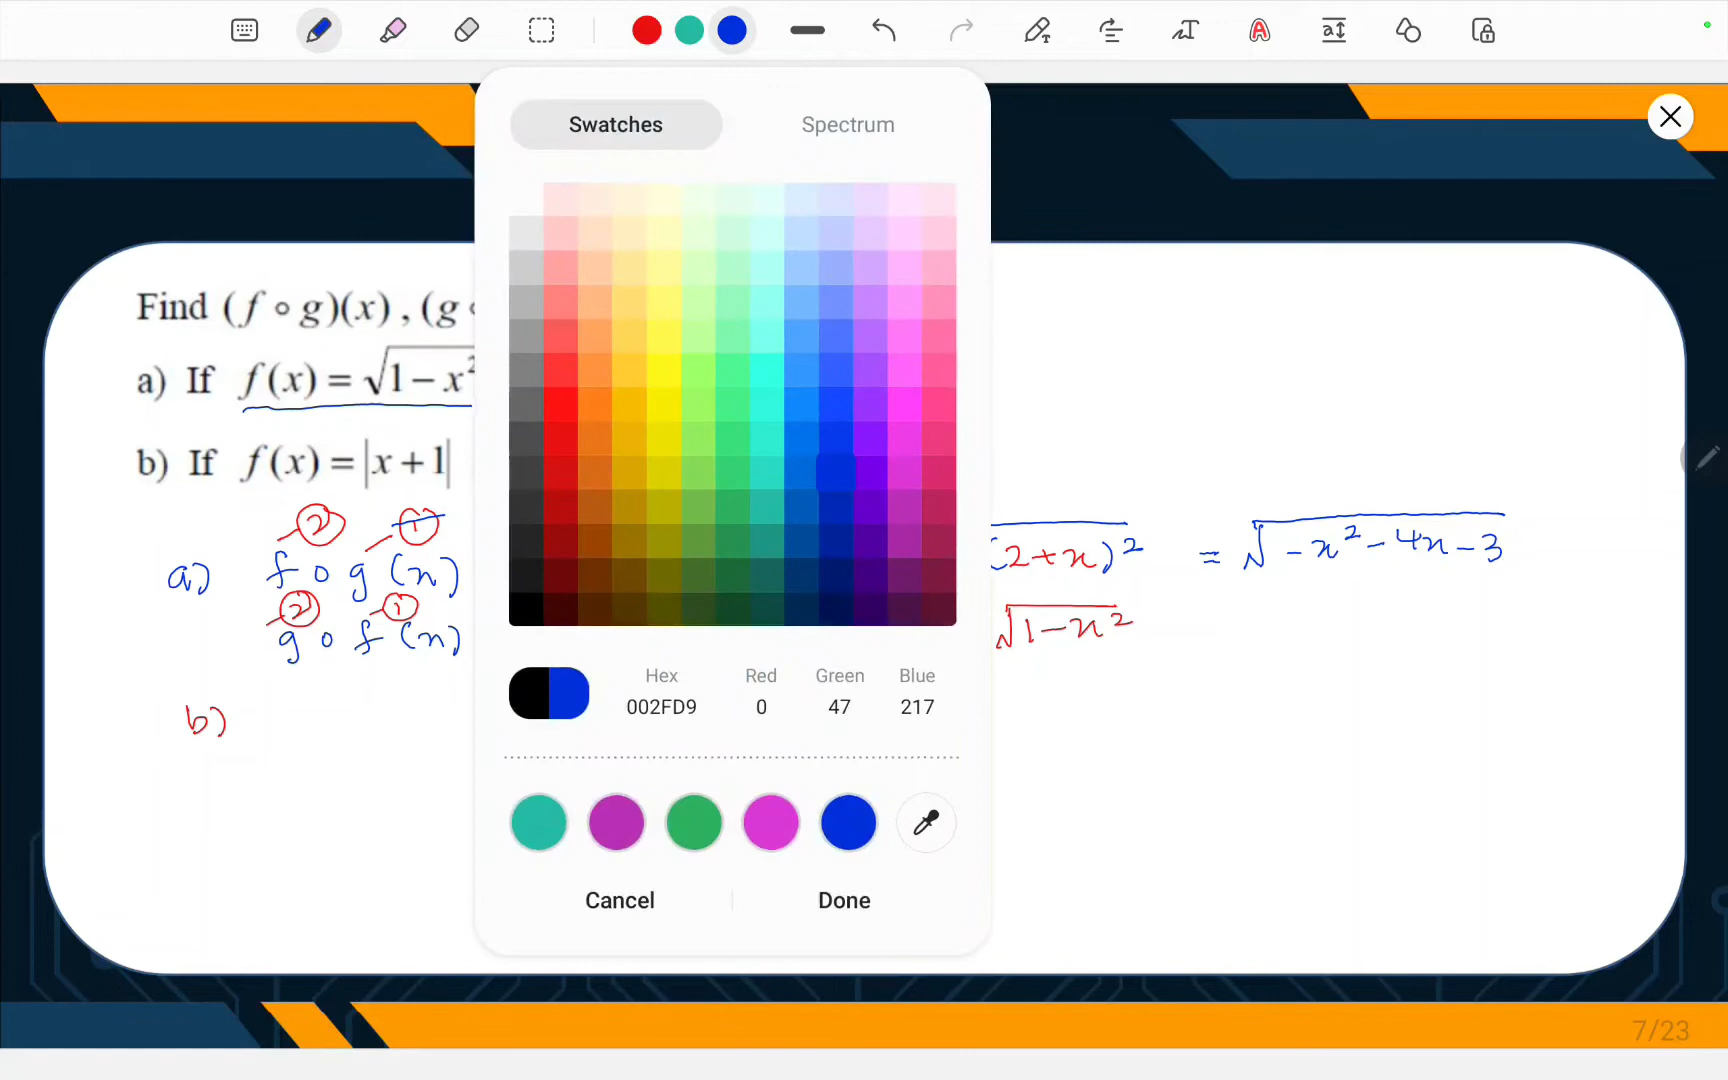 Swatches Spectrum
Find (f ∘ g)(x) , (g
a) If f(x) = √1 − x²
b) If f(x) = |x + 1|
② ①
a) f o g (x) (2+x)² = √-x² - 4x - 3
② ①
g o f (x) √1-x²
b)
Hex Red Green Blue
002FD9 0 47 217
Cancel Done
7/23